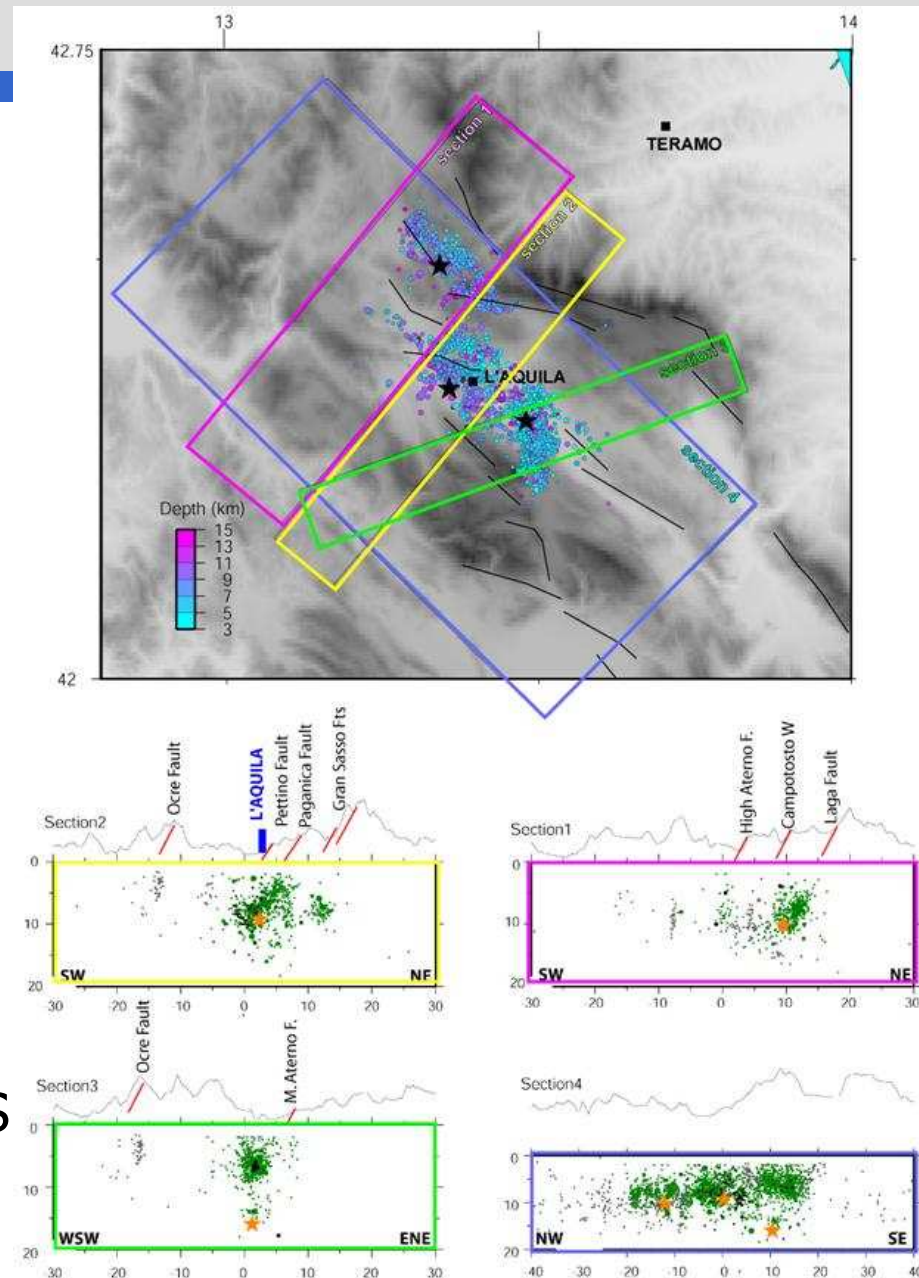 13 14
42.75
TERAMO
section 1
section 2
L'AQUILA
section
section 4
Depth (km)
15
13
11
9
7
5
3
42
Ocre Fault
L'AQUILA
Pettino Fault
Paganica Fault
Gran Sasso Fts
Section2
0
10
20
SW NE
30 20 10 0 10 20 30
High Aterno F.
Campotosto W
Laga Fault
Section1
0
10
20
SW NE
-30 -20 -10 0 10 20 30
Ocre Fault
M. Aterno F.
Section3
0
10
20
WSW ENE
30 -20 -10 0 10 20 30
Section4
0
10
20
NW SE
-40 -30 -20 -10 0 10 20 30 40
S